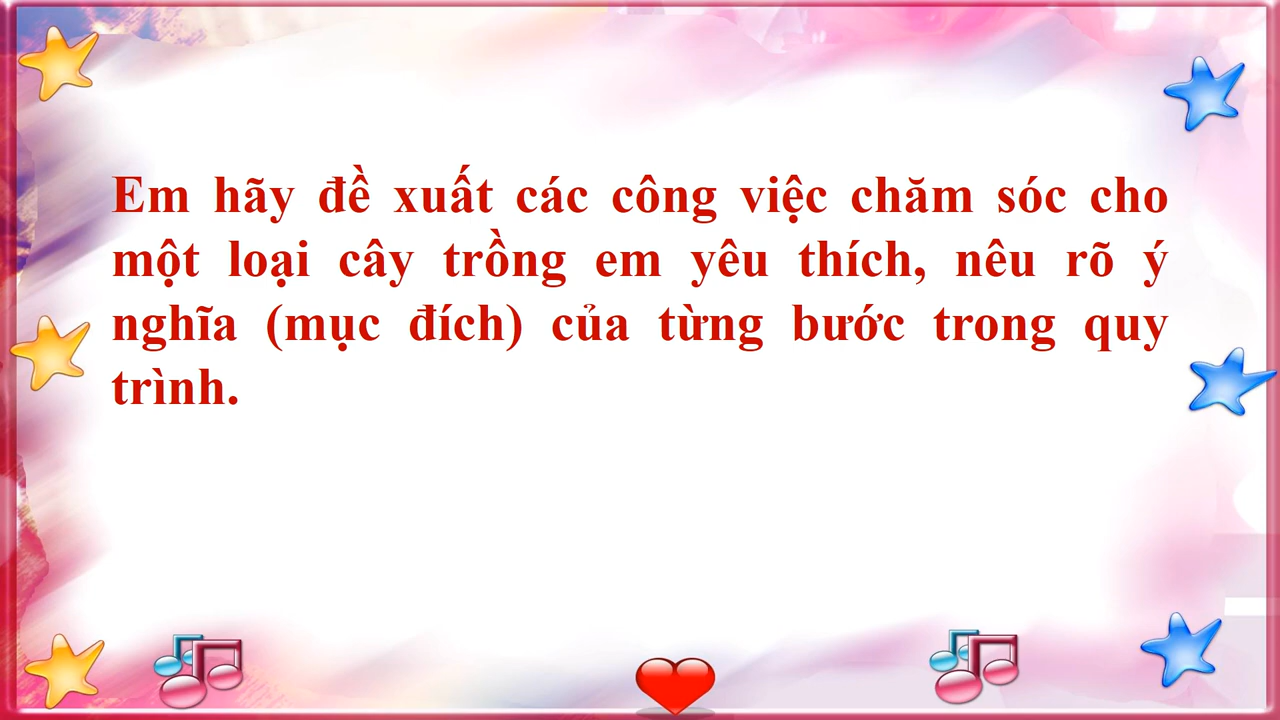 Em hãy đề xuất các công việc chăm sóc cho
một loại cây trồng em yêu thích, nêu rõ ý
nghĩa (mục đích) của từng bước trong quy
trình.